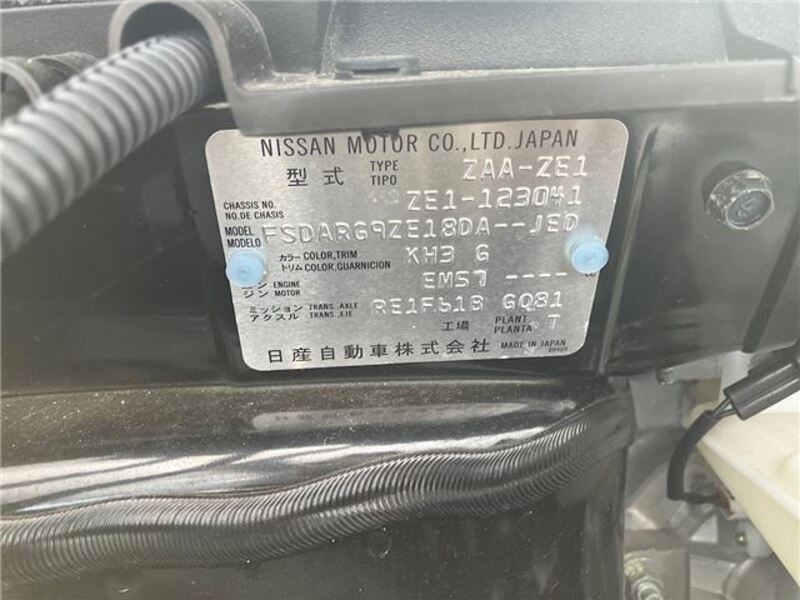 NISSAN MOTOR CO.,LTD.JAPAN
型式 TYPE TIPO ZAA-ZE1
CHASSIS NO. NO.DE CHASIS ZE1-123041
MODEL MODELO FSDARG9ZE18DA--JED
カラー COLOR,TRIM トリム COLOR,GUARNICION KH3 G
ジン ENGINE MOTOR EM57 ----
ミッション アクスル TRANS.,AXLE TRANS.,EJE RE1F61B GQ81
工場 PLANT PLANTA T
日産自動車株式会社 MADE IN JAPAN